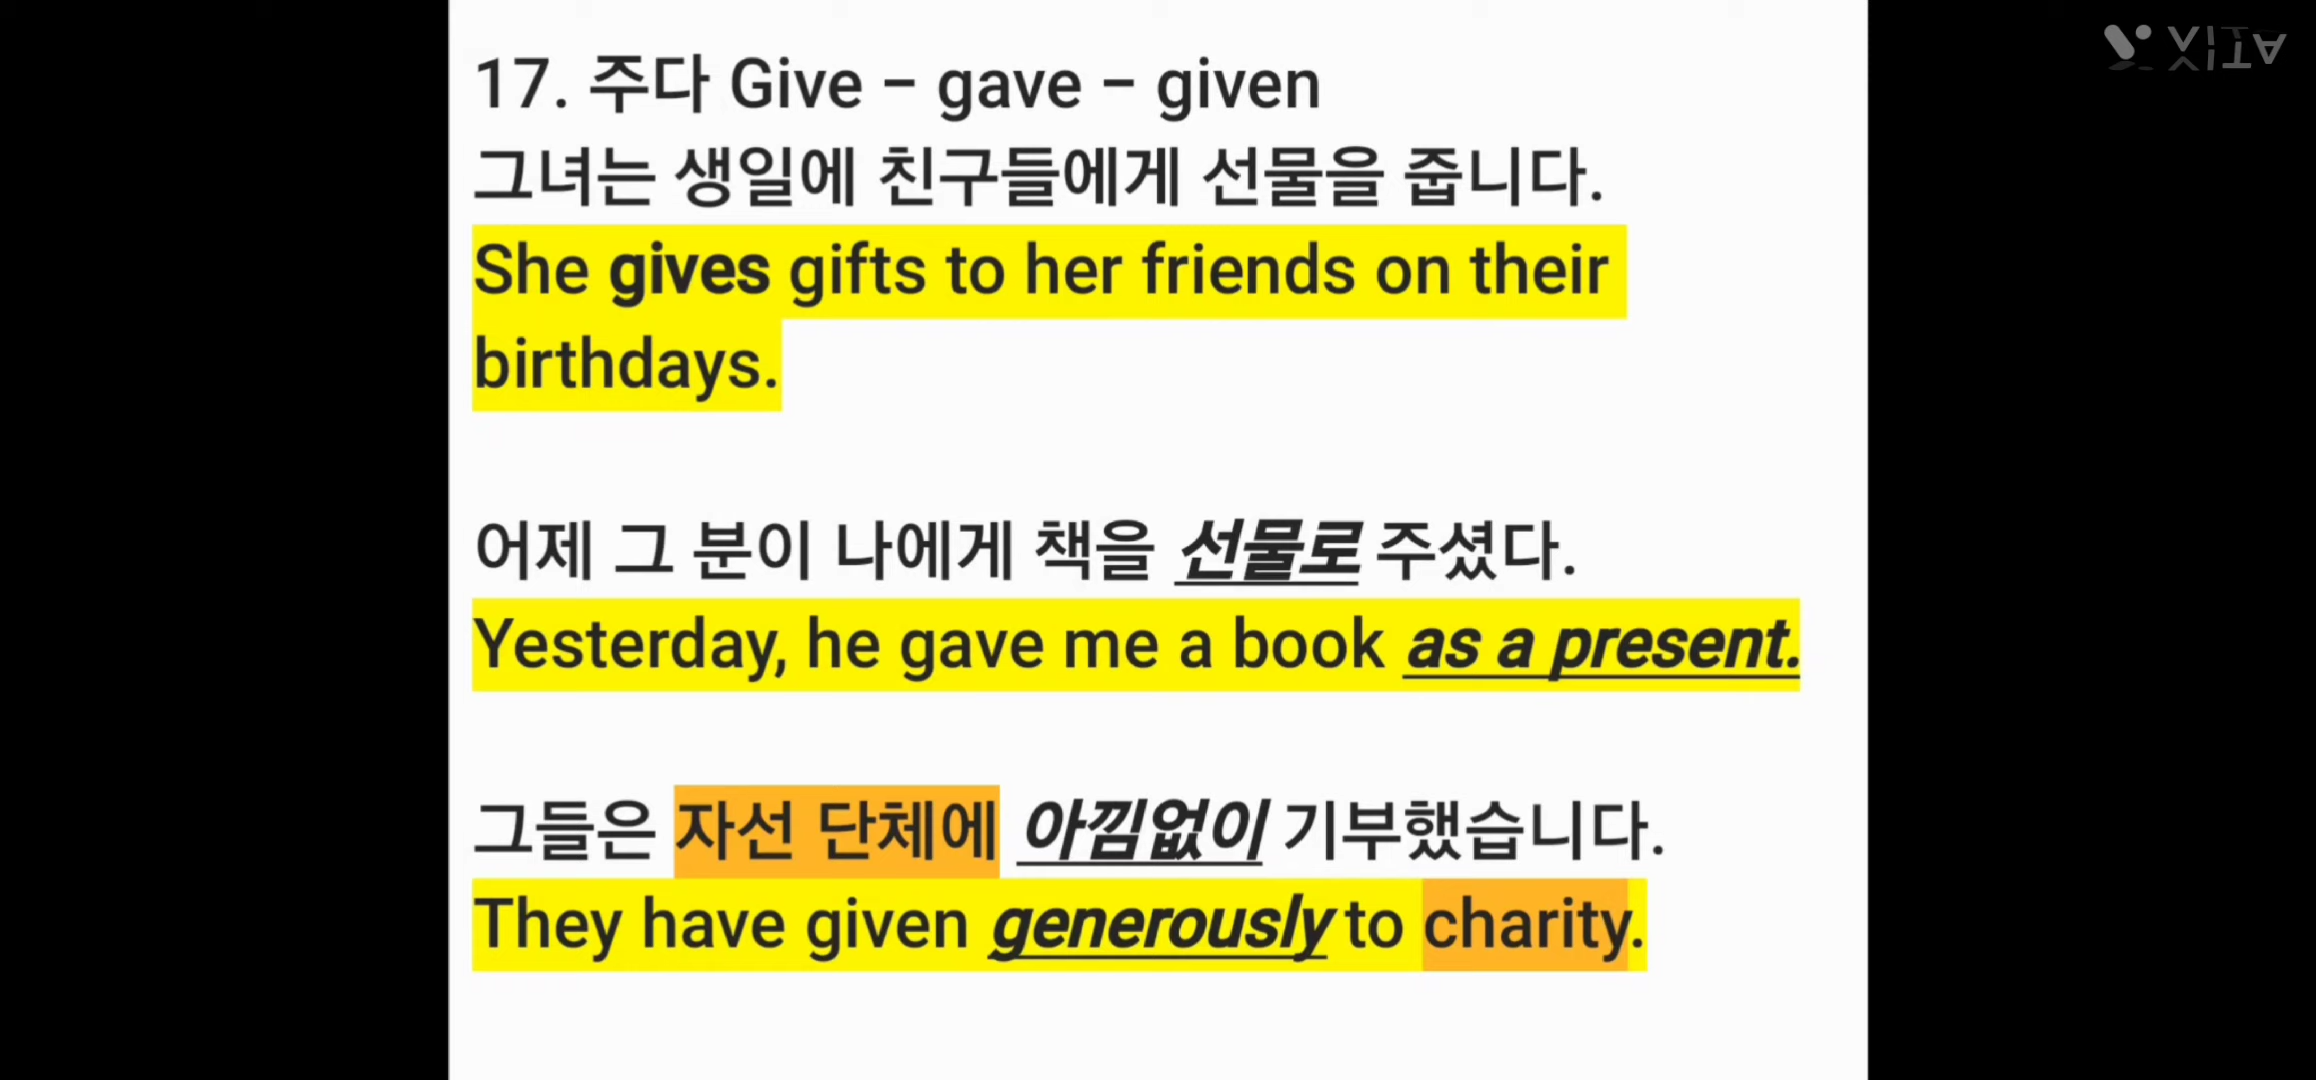 VITA
17. 주다 Give – gave – given
그녀는 생일에 친구들에게 선물을 줍니다.
She gives gifts to her friends on their
birthdays.
어제 그 분이 나에게 책을 선물로 주셨다.
Yesterday, he gave me a book as a present.
그들은 자선 단체에 아낌없이 기부했습니다.
They have given generously to charity.